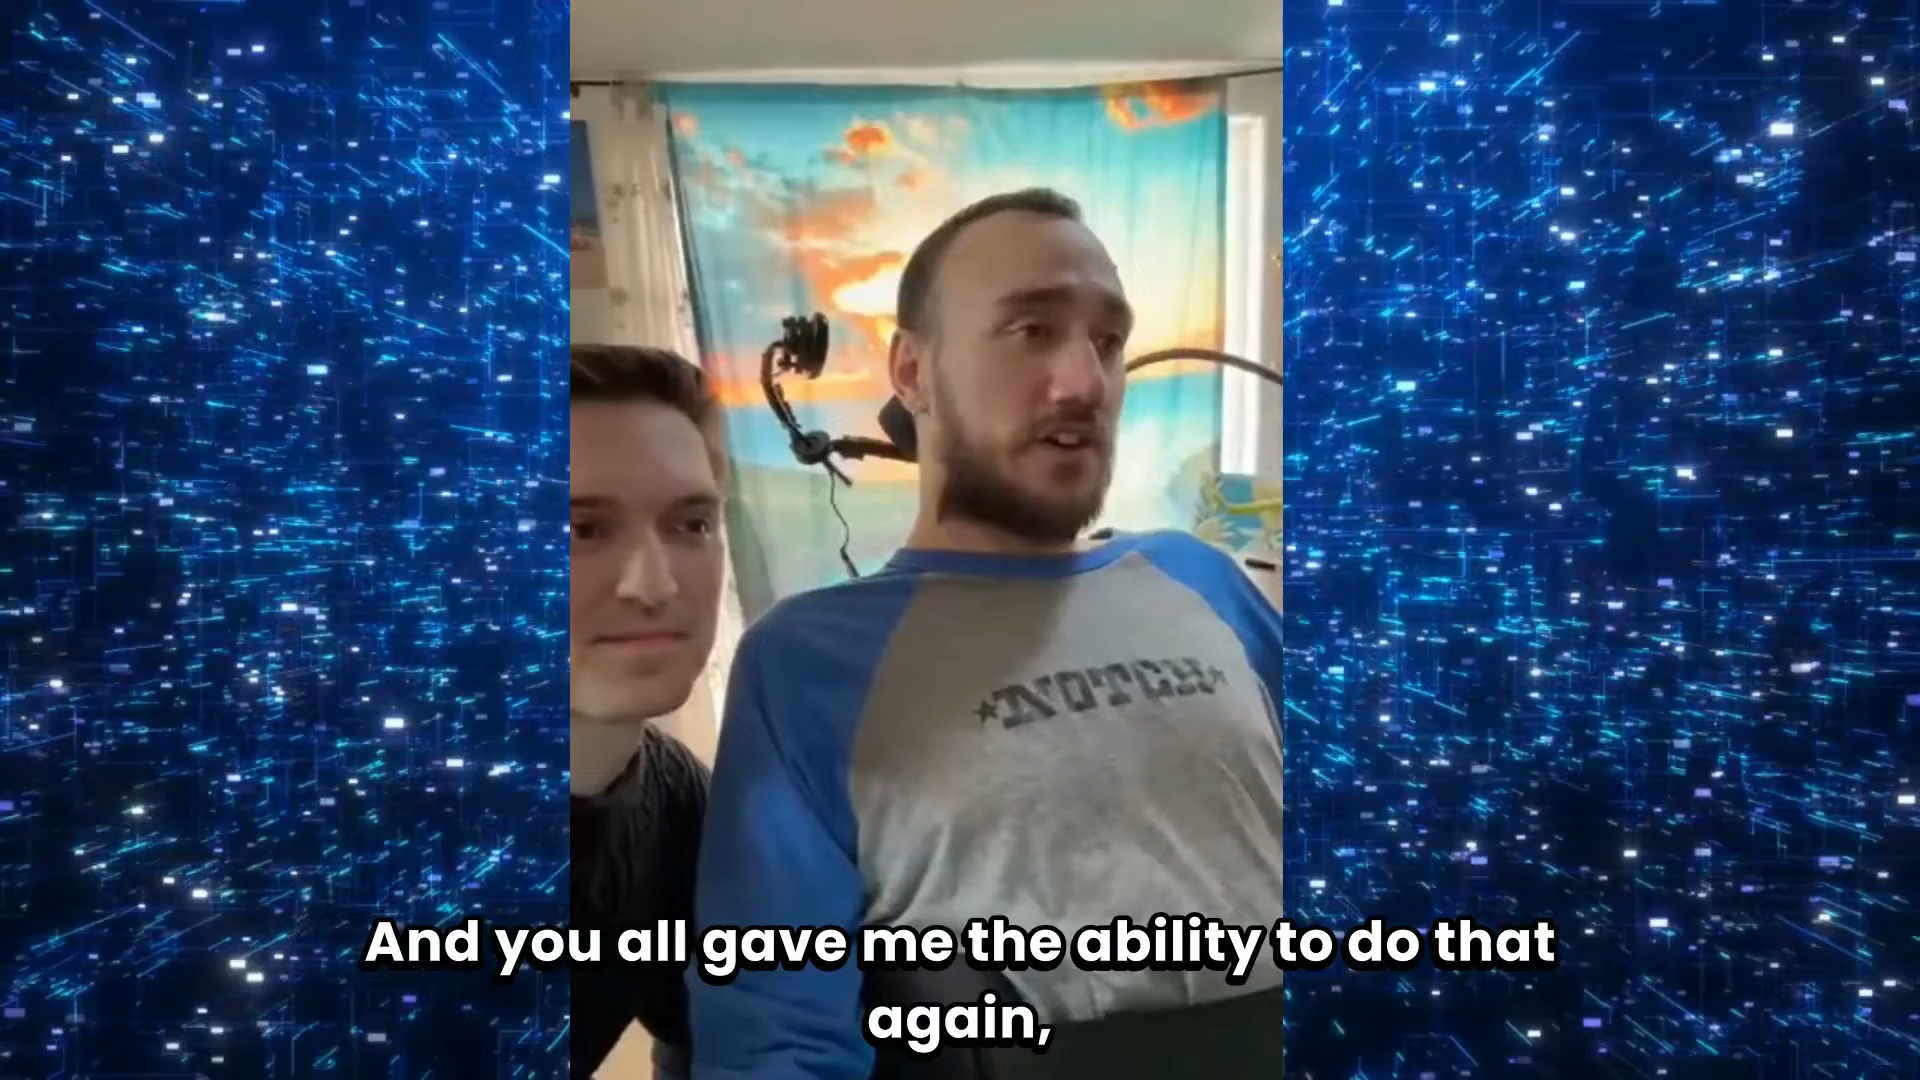 ★NOTCH★
And you all gave me the ability to do that
again,